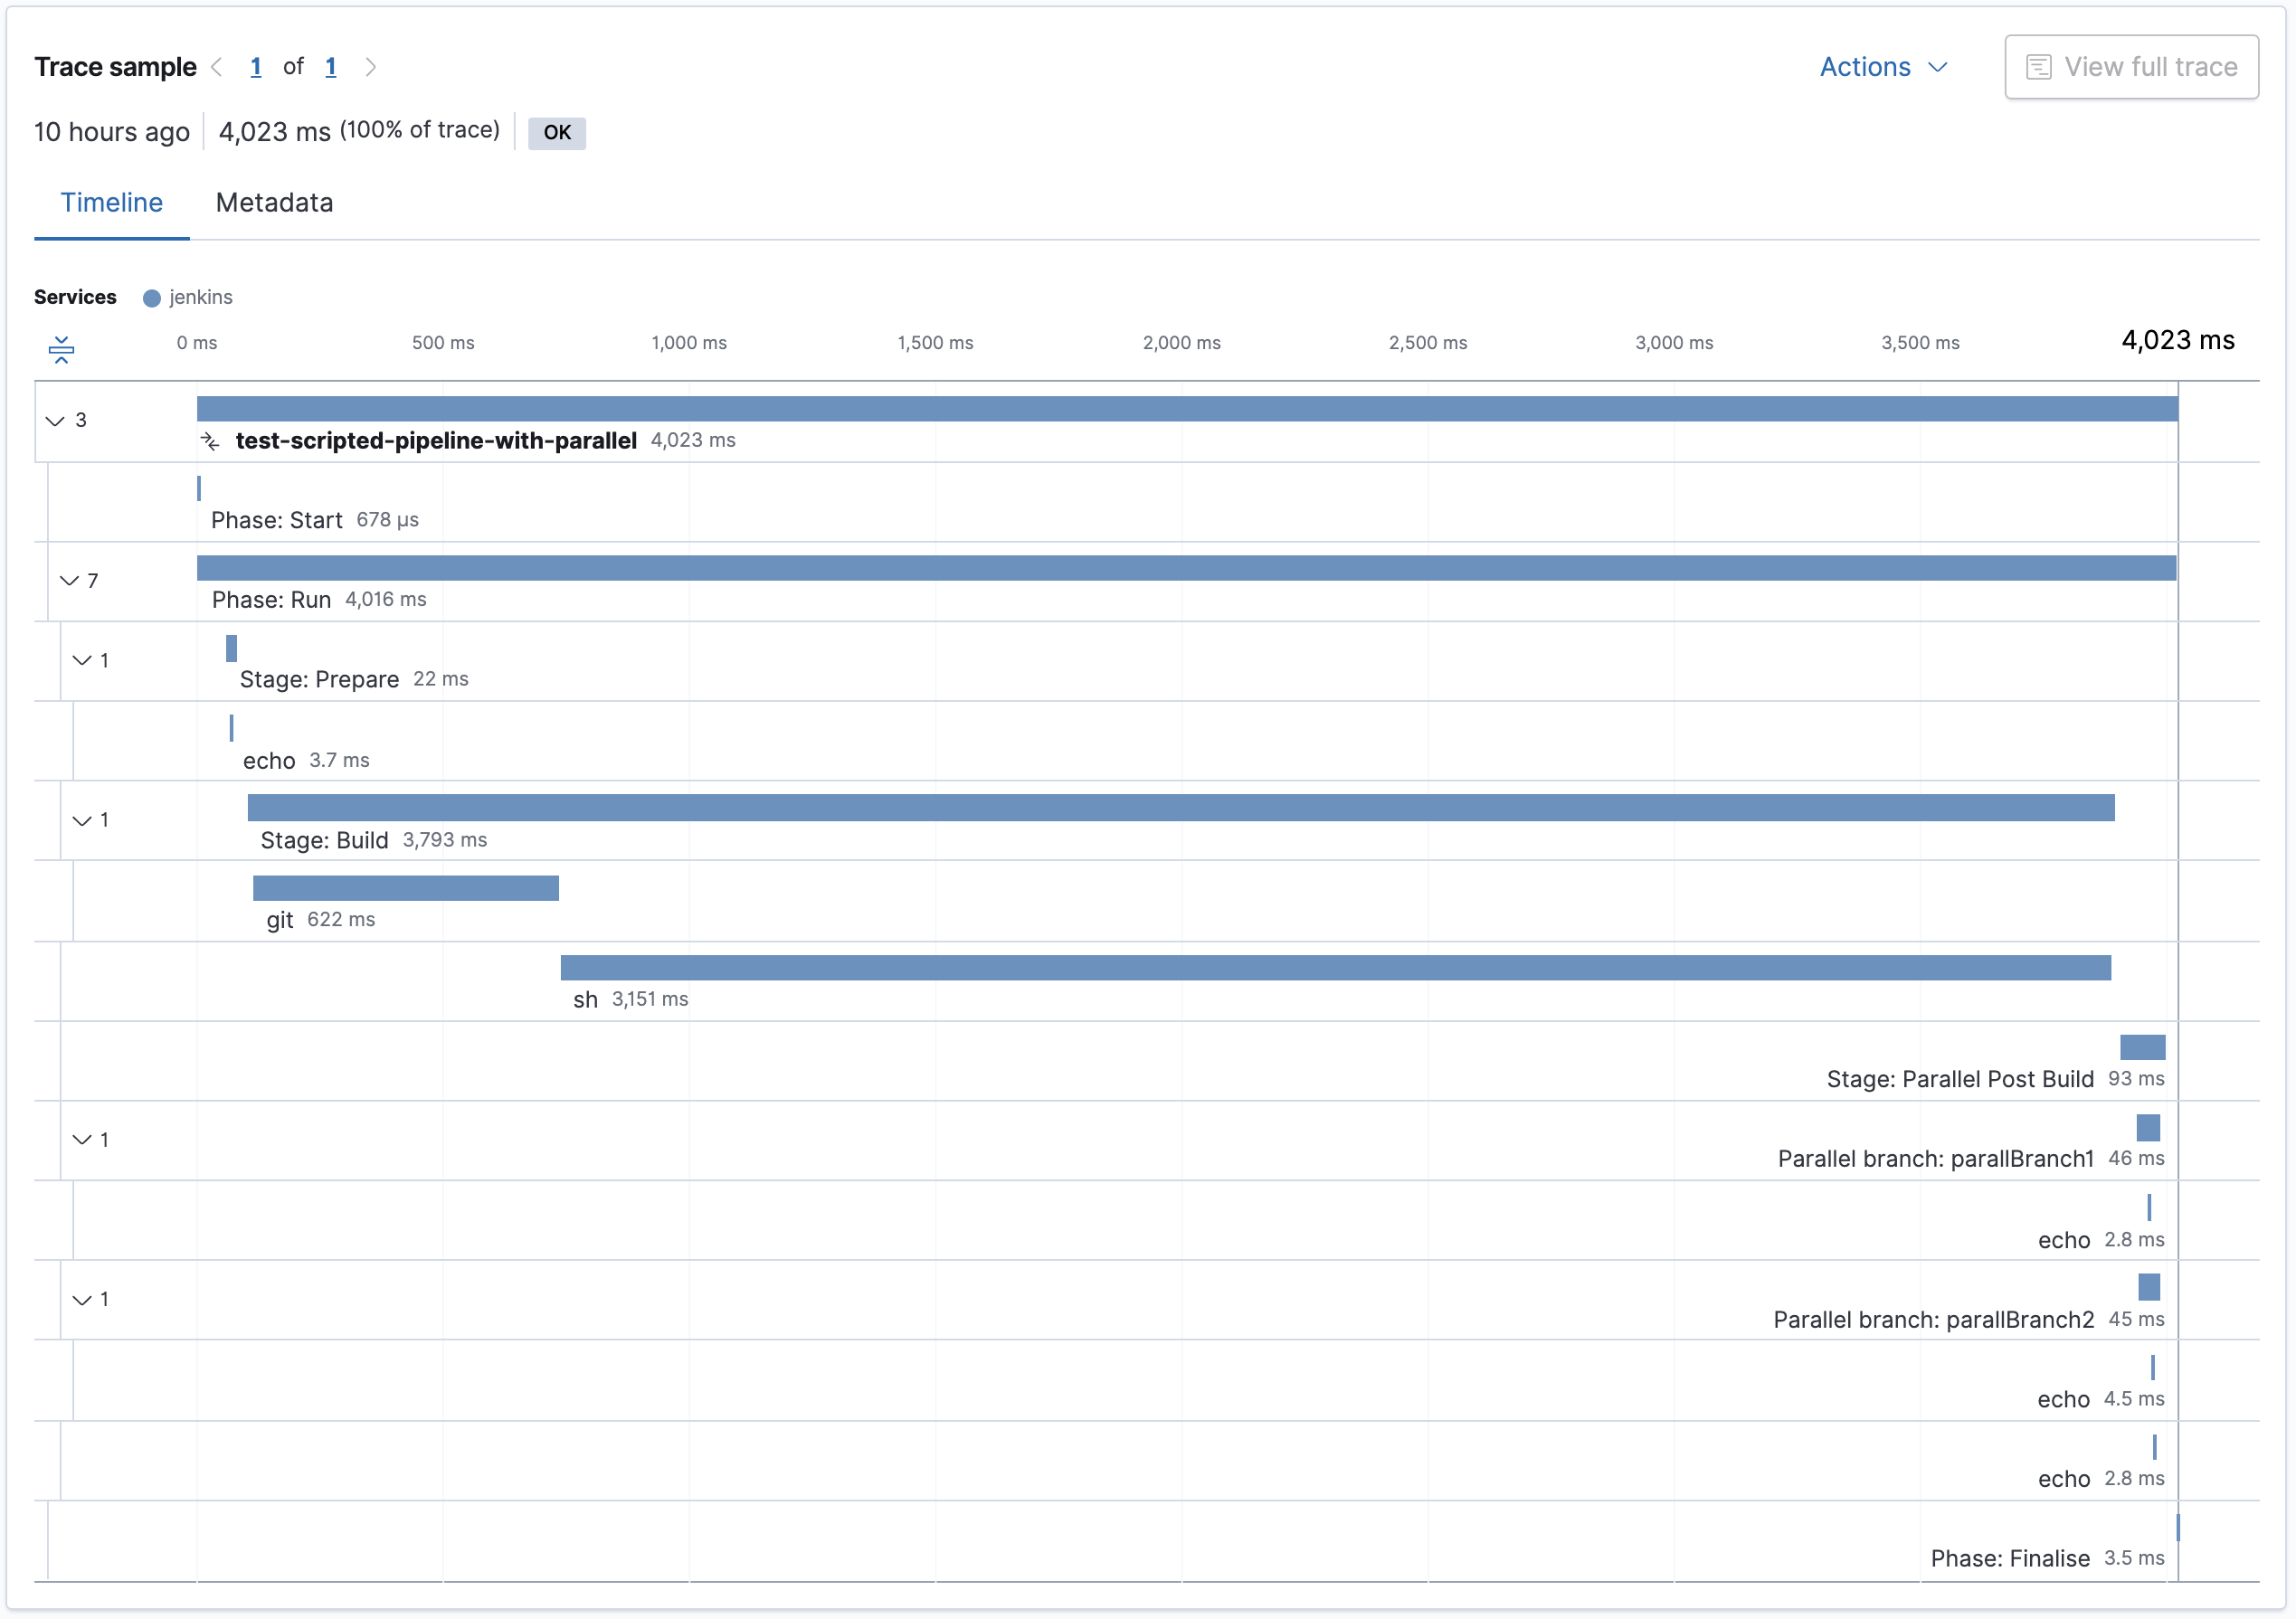 Trace sample 1 of 1 Actions View full trace
10 hours ago 4,023 ms (100% of trace) OK
Timeline Metadata
Services jenkins
0 ms 500 ms 1,000 ms 1,500 ms 2,000 ms 2,500 ms 3,000 ms 3,500 ms 4,023 ms
3
test-scripted-pipeline-with-parallel 4,023 ms
Phase: Start 678 μs
7
Phase: Run 4,016 ms
1
Stage: Prepare 22 ms
echo 3.7 ms
1
Stage: Build 3,793 ms
git 622 ms
sh 3,151 ms
Stage: Parallel Post Build 93 ms
1
Parallel branch: parallBranch1 46 ms
echo 2.8 ms
1
Parallel branch: parallBranch2 45 ms
echo 4.5 ms
echo 2.8 ms
Phase: Finalise 3.5 ms